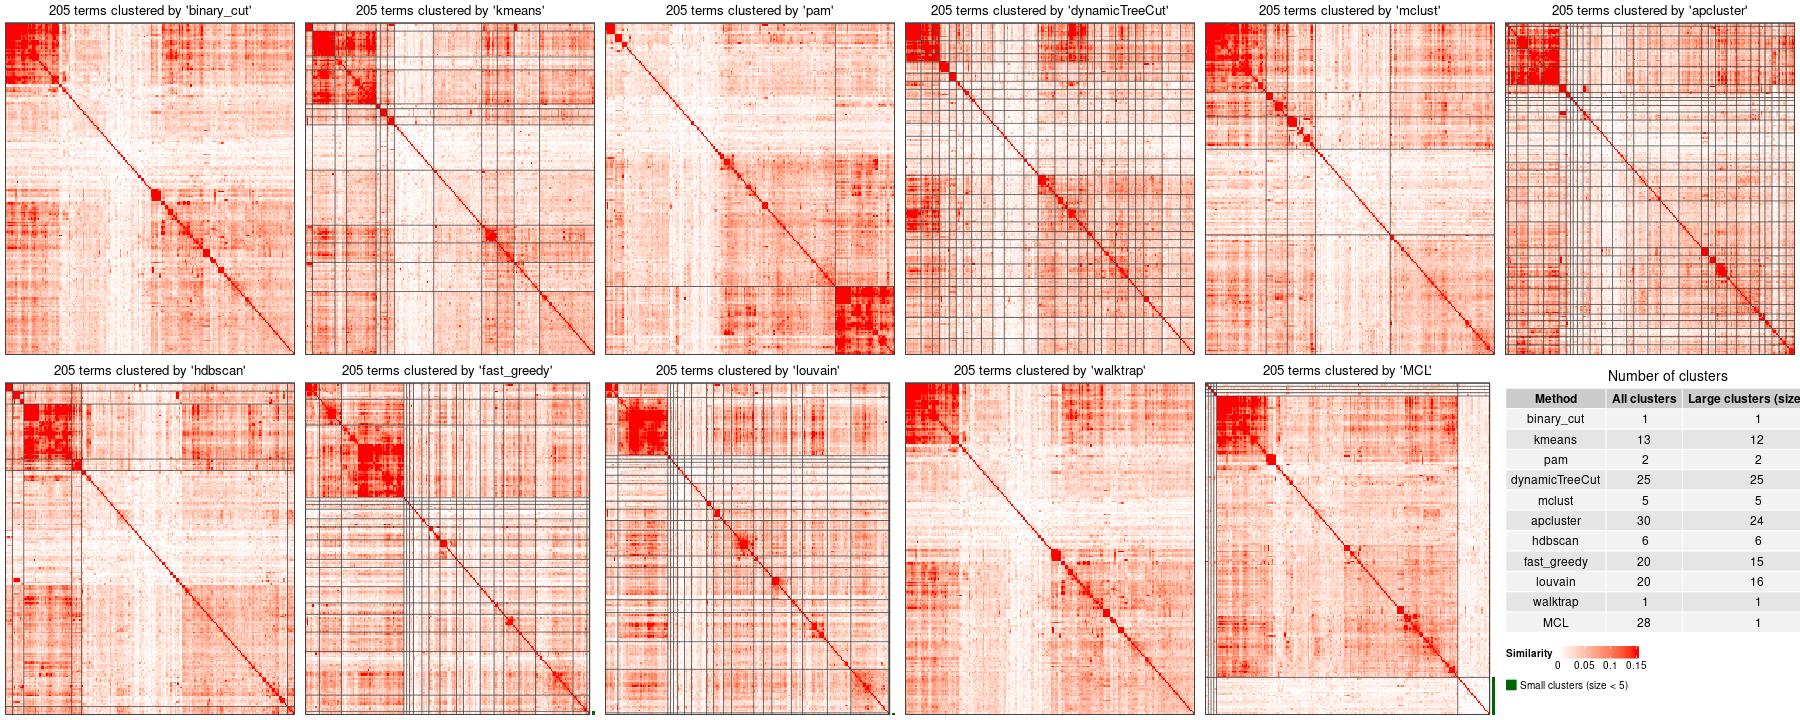 205 terms clustered by 'binary_cut'
205 terms clustered by 'kmeans'
205 terms clustered by 'pam'
205 terms clustered by 'dynamicTreeCut'
205 terms clustered by 'mclust'
205 terms clustered by 'apcluster'
205 terms clustered by 'hdbscan'
205 terms clustered by 'fast_greedy'
205 terms clustered by 'louvain'
205 terms clustered by 'walktrap'
205 terms clustered by 'MCL'
Number of clusters
Method All clusters Large clusters (size
binary_cut 1 1
kmeans 13 12
pam 2 2
dynamicTreeCut 25 25
mclust 5 5
apcluster 30 24
hdbscan 6 6
fast_greedy 20 15
louvain 20 16
walktrap 1 1
MCL 28 1
Similarity
0 0.05 0.1 0.15
Small clusters (size < 5)